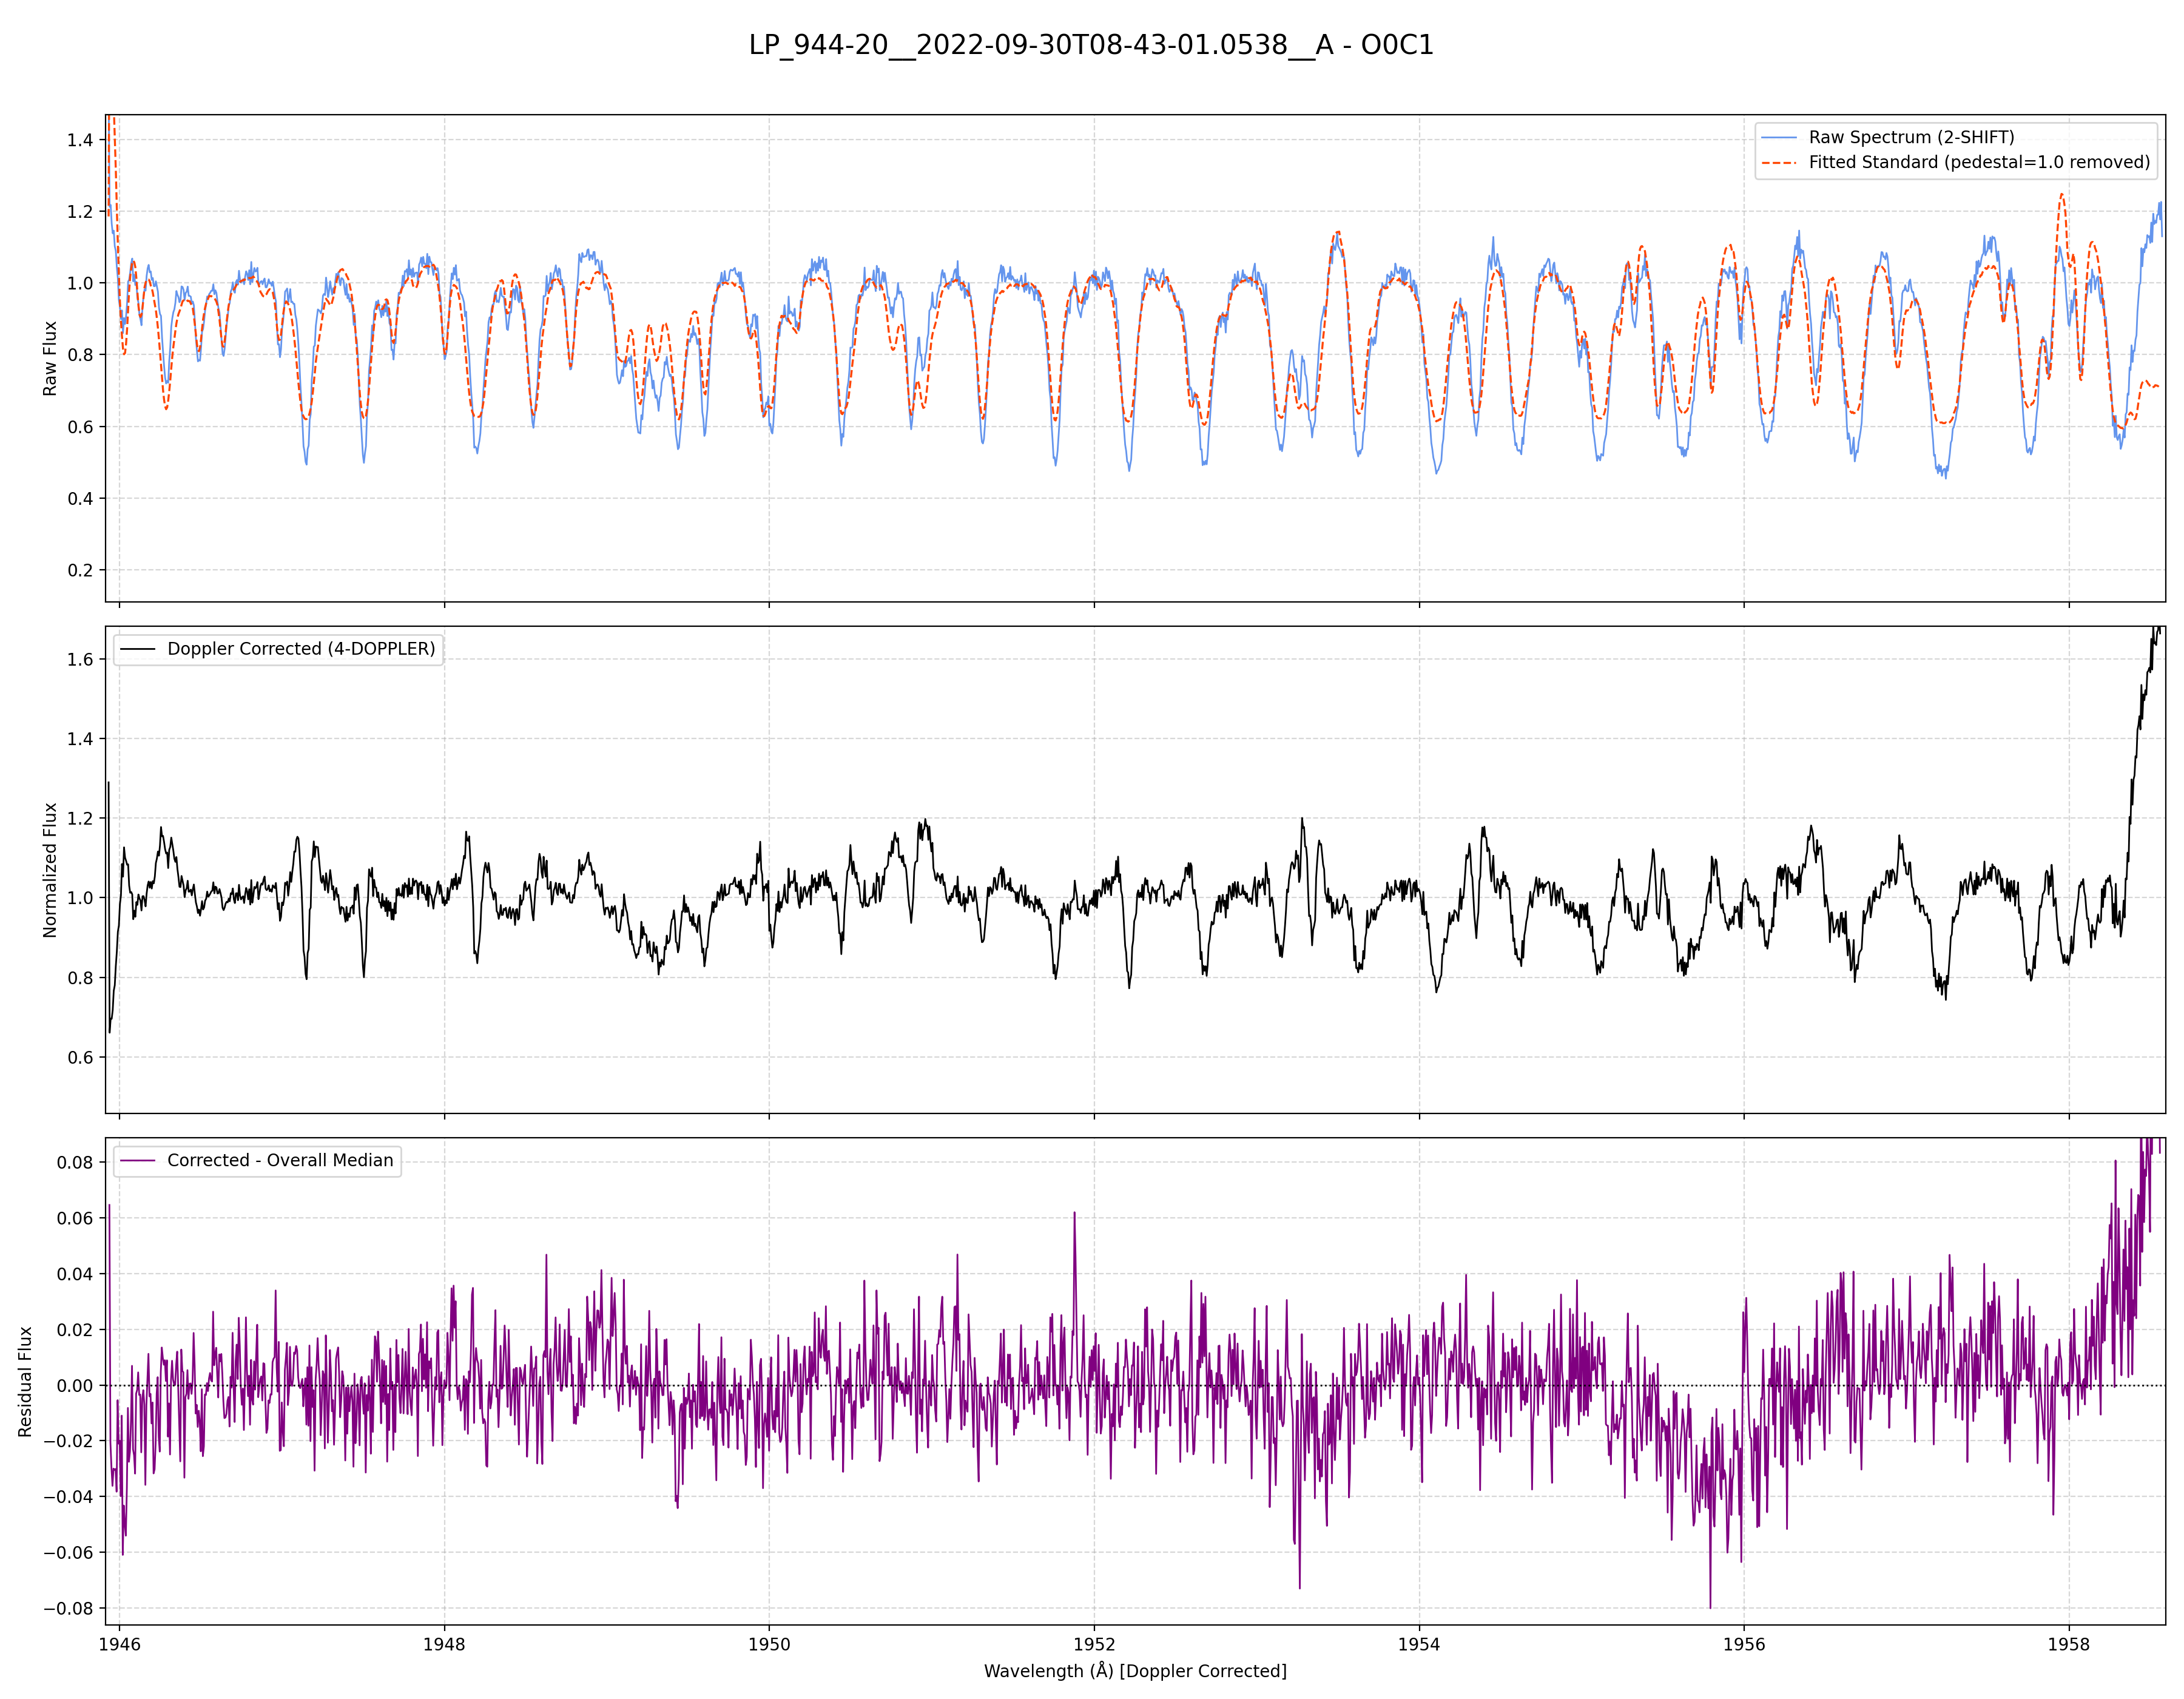 LP_944-20__2022-09-30T08-43-01.0538__A - O0C1
Raw Flux
1.4
1.2
1.0
0.8
0.6
0.4
0.2
Raw Spectrum (2-SHIFT)
Fitted Standard (pedestal=1.0 removed)
Normalized Flux
1.6
1.4
1.2
1.0
0.8
0.6
Doppler Corrected (4-DOPPLER)
Residual Flux
0.08
0.06
0.04
0.02
0.00
−0.02
−0.04
−0.06
−0.08
Corrected - Overall Median
1946 1948 1950 1952 1954 1956 1958
Wavelength (Å) [Doppler Corrected]